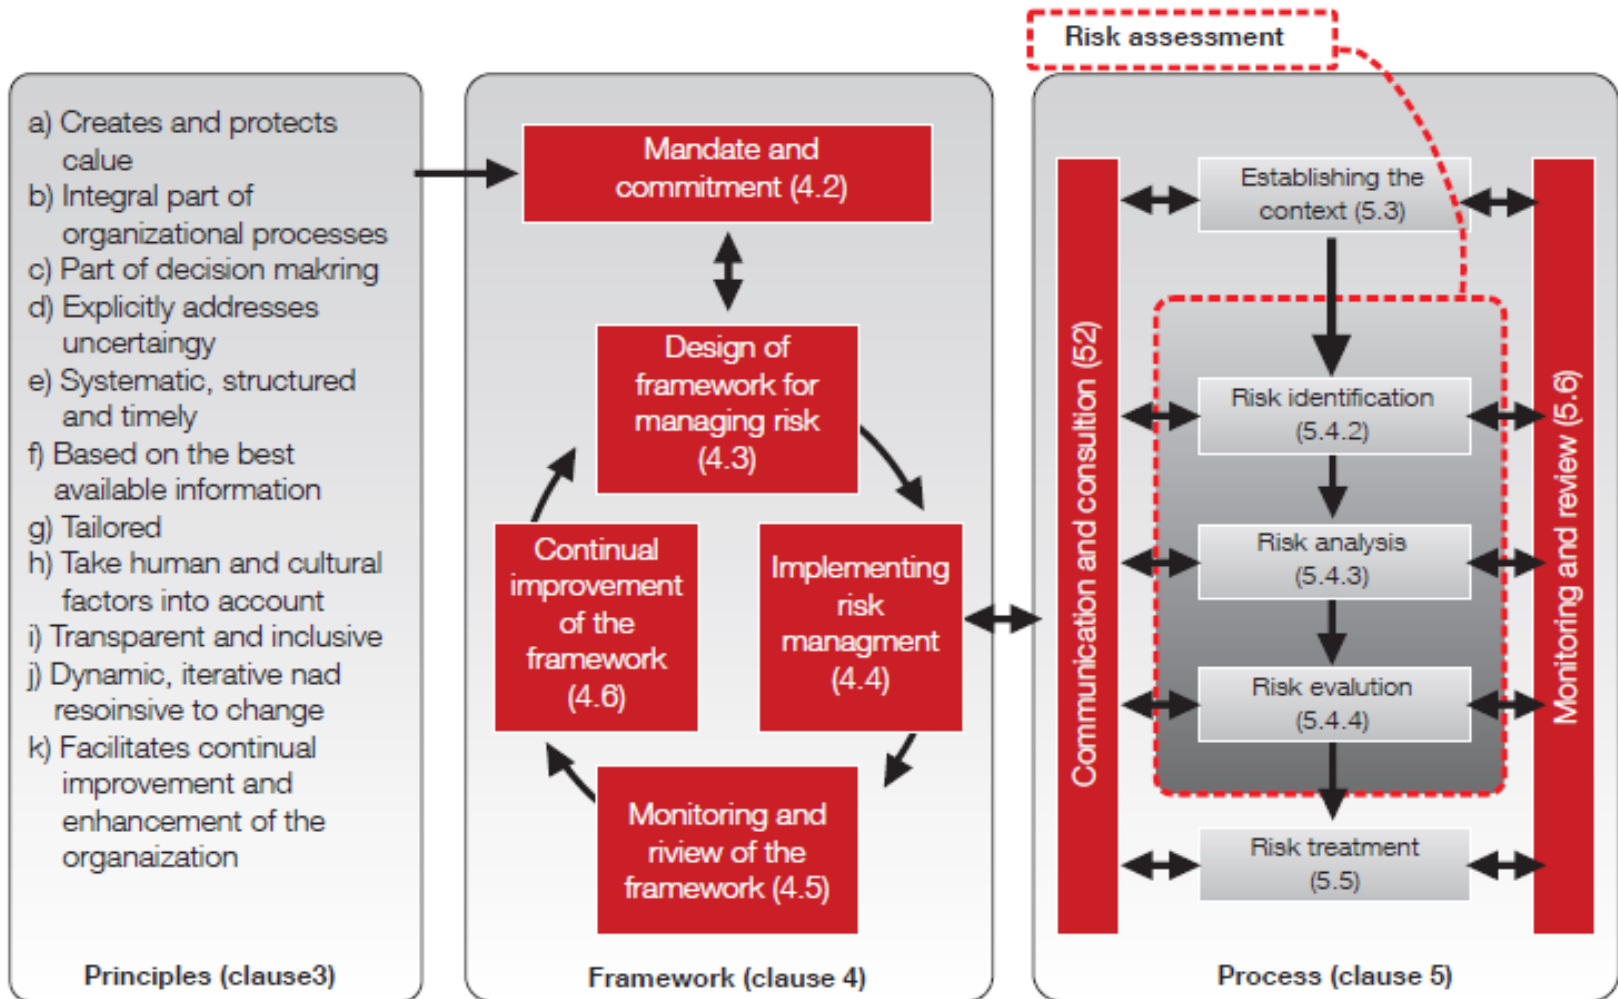 Risk assessment
a) Creates and protects
calue
b) Integral part of
organizational processes
c) Part of decision makring
d) Explicitly addresses
uncertaingy
e) Systematic, structured
and timely
f) Based on the best
available information
g) Tailored
h) Take human and cultural
factors into account
i) Transparent and inclusive
j) Dynamic, iterative nad
resoinsive to change
k) Facilitates continual
improvement and
enhancement of the
organaization
Principles (clause3)
Mandate and
commitment (4.2)
Design of
framework for
managing risk
(4.3)
Continual
improvement
of the
framework
(4.6)
Implementing
risk
managment
(4.4)
Monitoring and
riview of the
framework (4.5)
Framework (clause 4)
Communication and consultion (52)
Establishing the
context (5.3)
Risk identification
(5.4.2)
Risk analysis
(5.4.3)
Risk evalution
(5.4.4)
Risk treatment
(5.5)
Monitoring and review (5.6)
Process (clause 5)